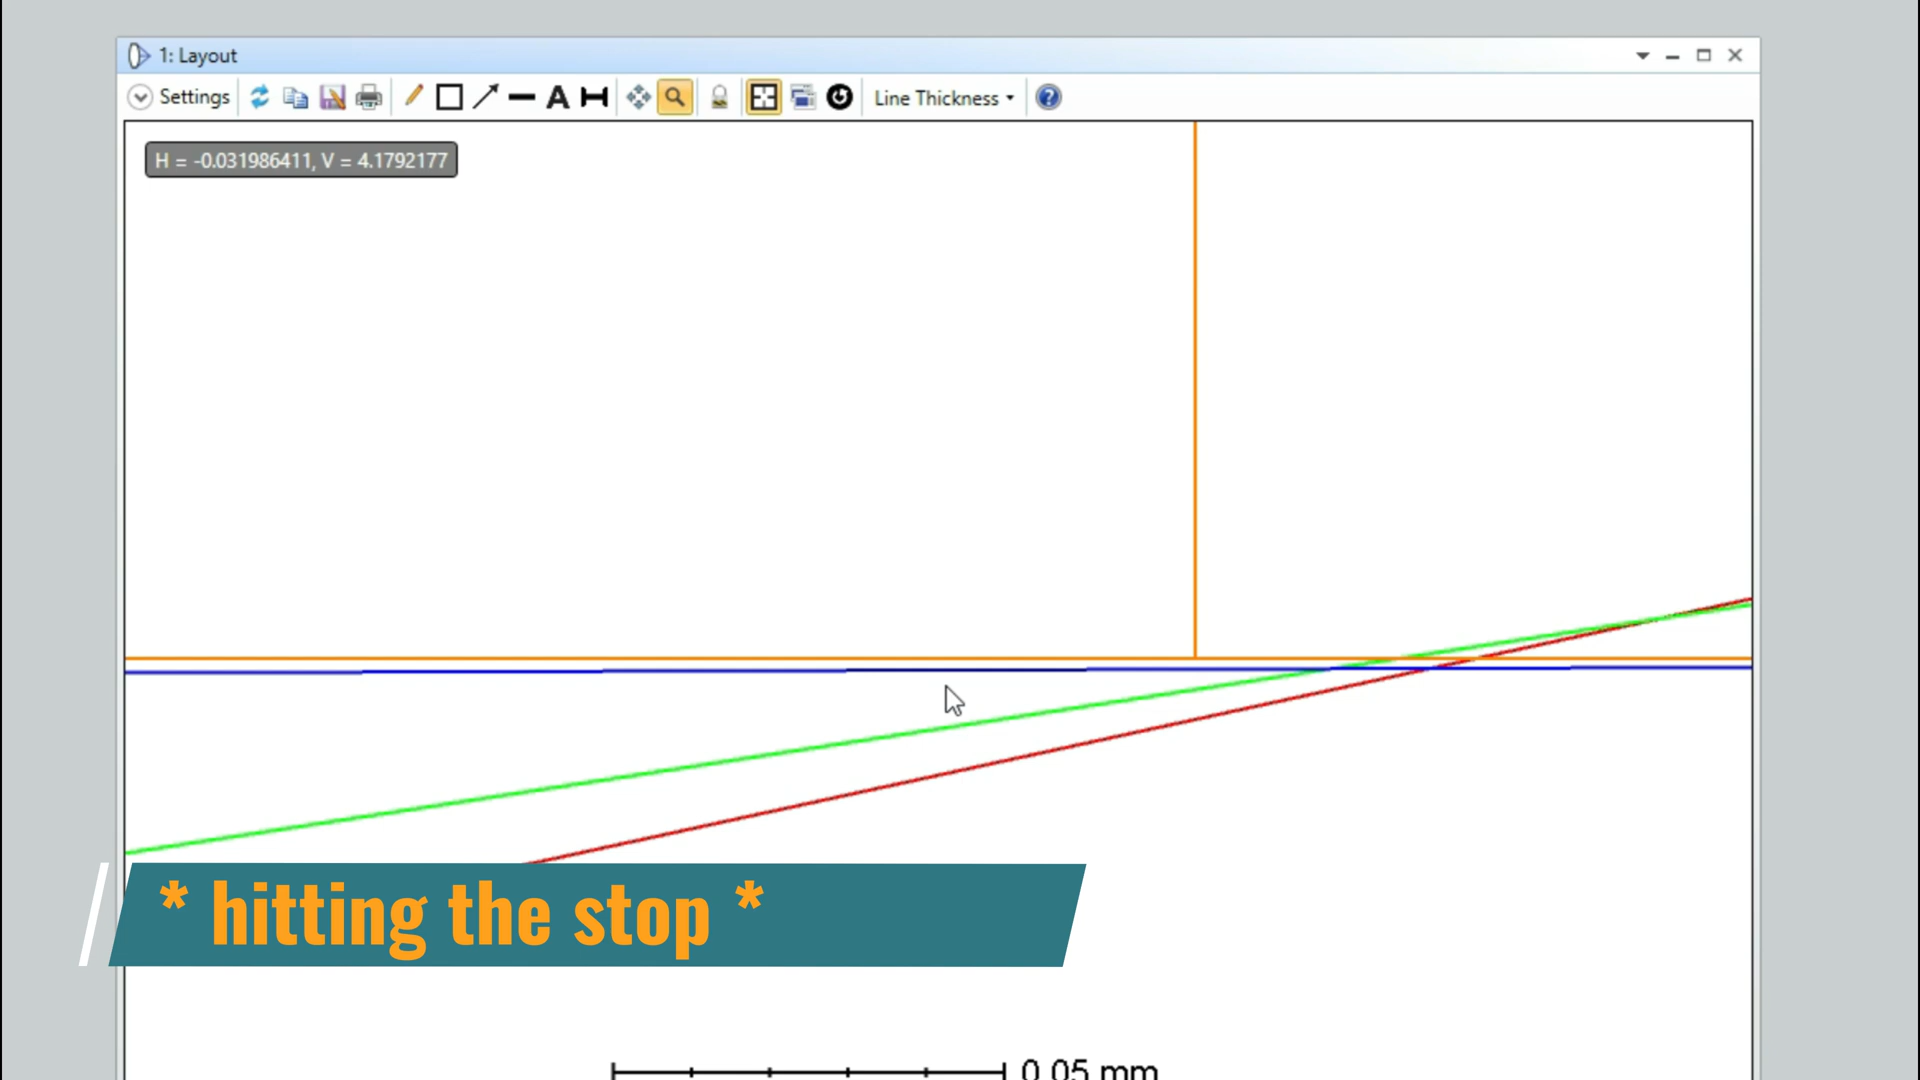 1: Layout
Settings
A
Line Thickness
?
H = -0.031986411, V = 4.1792177
* hitting the stop *
0.05 mm